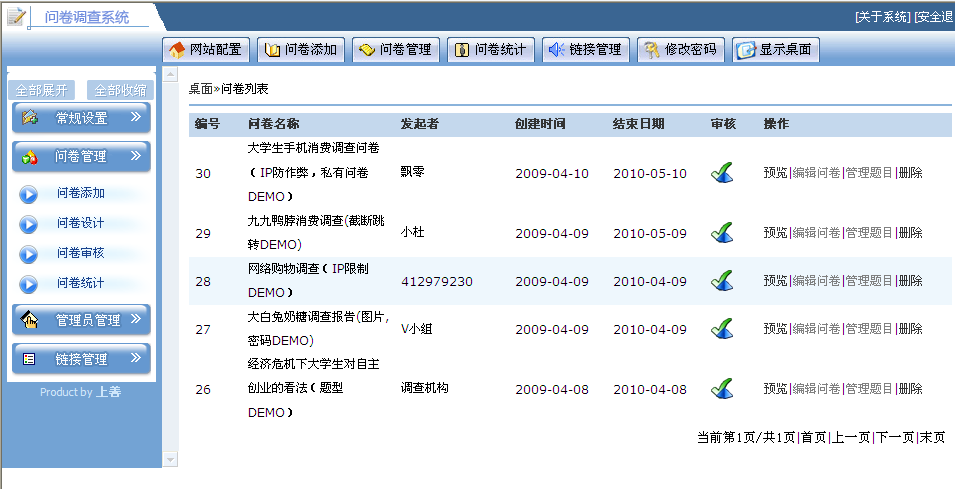 问卷调查系统
[关于系统] [安全退
网站配置 问卷添加 问卷管理 问卷统计 链接管理 修改密码 显示桌面
全部展开 全部收缩
常规设置
问卷管理
问卷添加
问卷设计
问卷审核
问卷统计
管理员管理
链接管理
Product by 上善
桌面»问卷列表
编号 问卷名称 发起者 创建时间 结束日期 审核 操作
大学生手机消费调查问卷
30 （IP防作弊，私有问卷 飘零 2009-04-10 2010-05-10 预览|编辑问卷|管理题目|删除
DEMO）
九九鸭脖消费调查(截断跳
29 转DEMO) 小杜 2009-04-09 2010-05-09 预览|编辑问卷|管理题目|删除
网络购物调查（IP限制
28 DEMO） 412979230 2009-04-09 2010-04-09 预览|编辑问卷|管理题目|删除
大白兔奶糖调查报告(图片,
27 密码DEMO) V小组 2009-04-09 2010-04-09 预览|编辑问卷|管理题目|删除
经济危机下大学生对自主
26 创业的看法（题型 调查机构 2009-04-08 2010-04-08 预览|编辑问卷|管理题目|删除
DEMO）
当前第1页/共1页|首页|上一页|下一页|末页